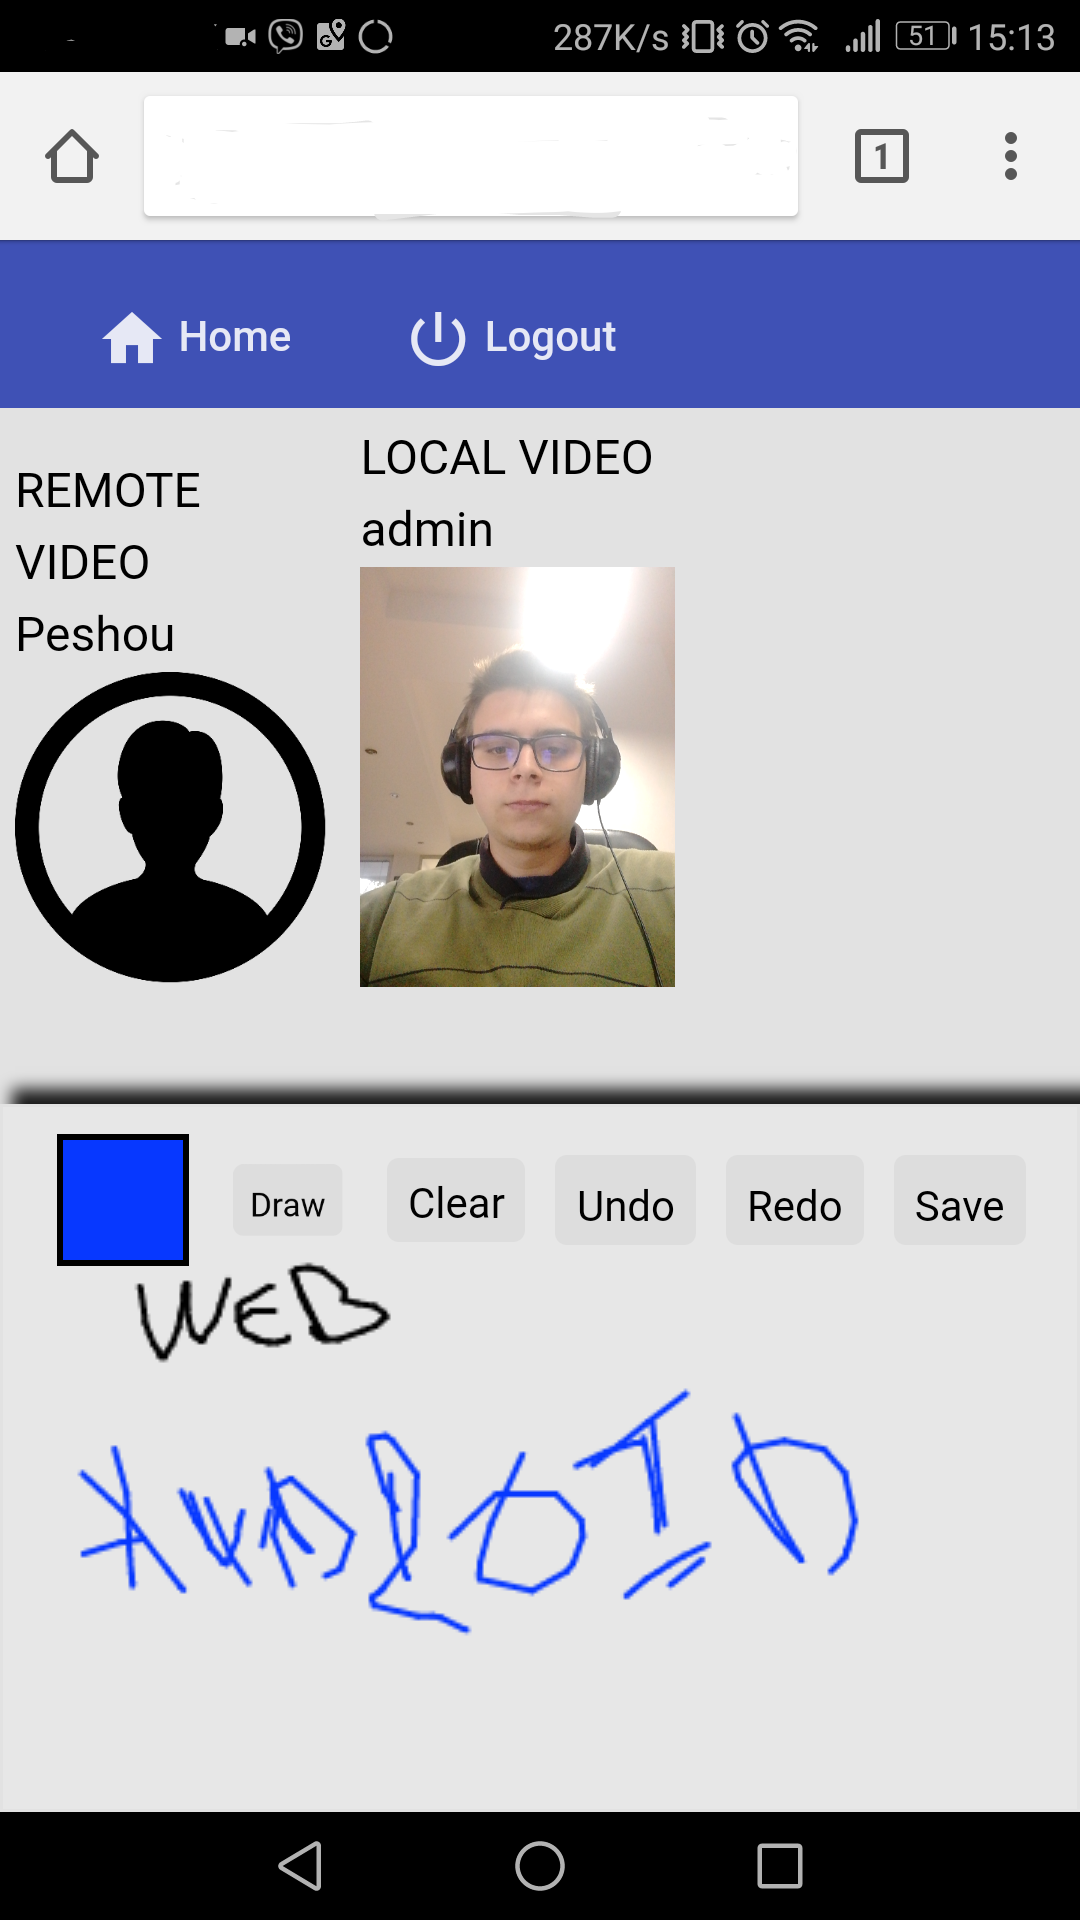 287K/s 51 15:13
1
Home Logout
REMOTE
VIDEO
Peshou
LOCAL VIDEO
admin
Draw Clear Undo Redo Save
WEB
ANDROID